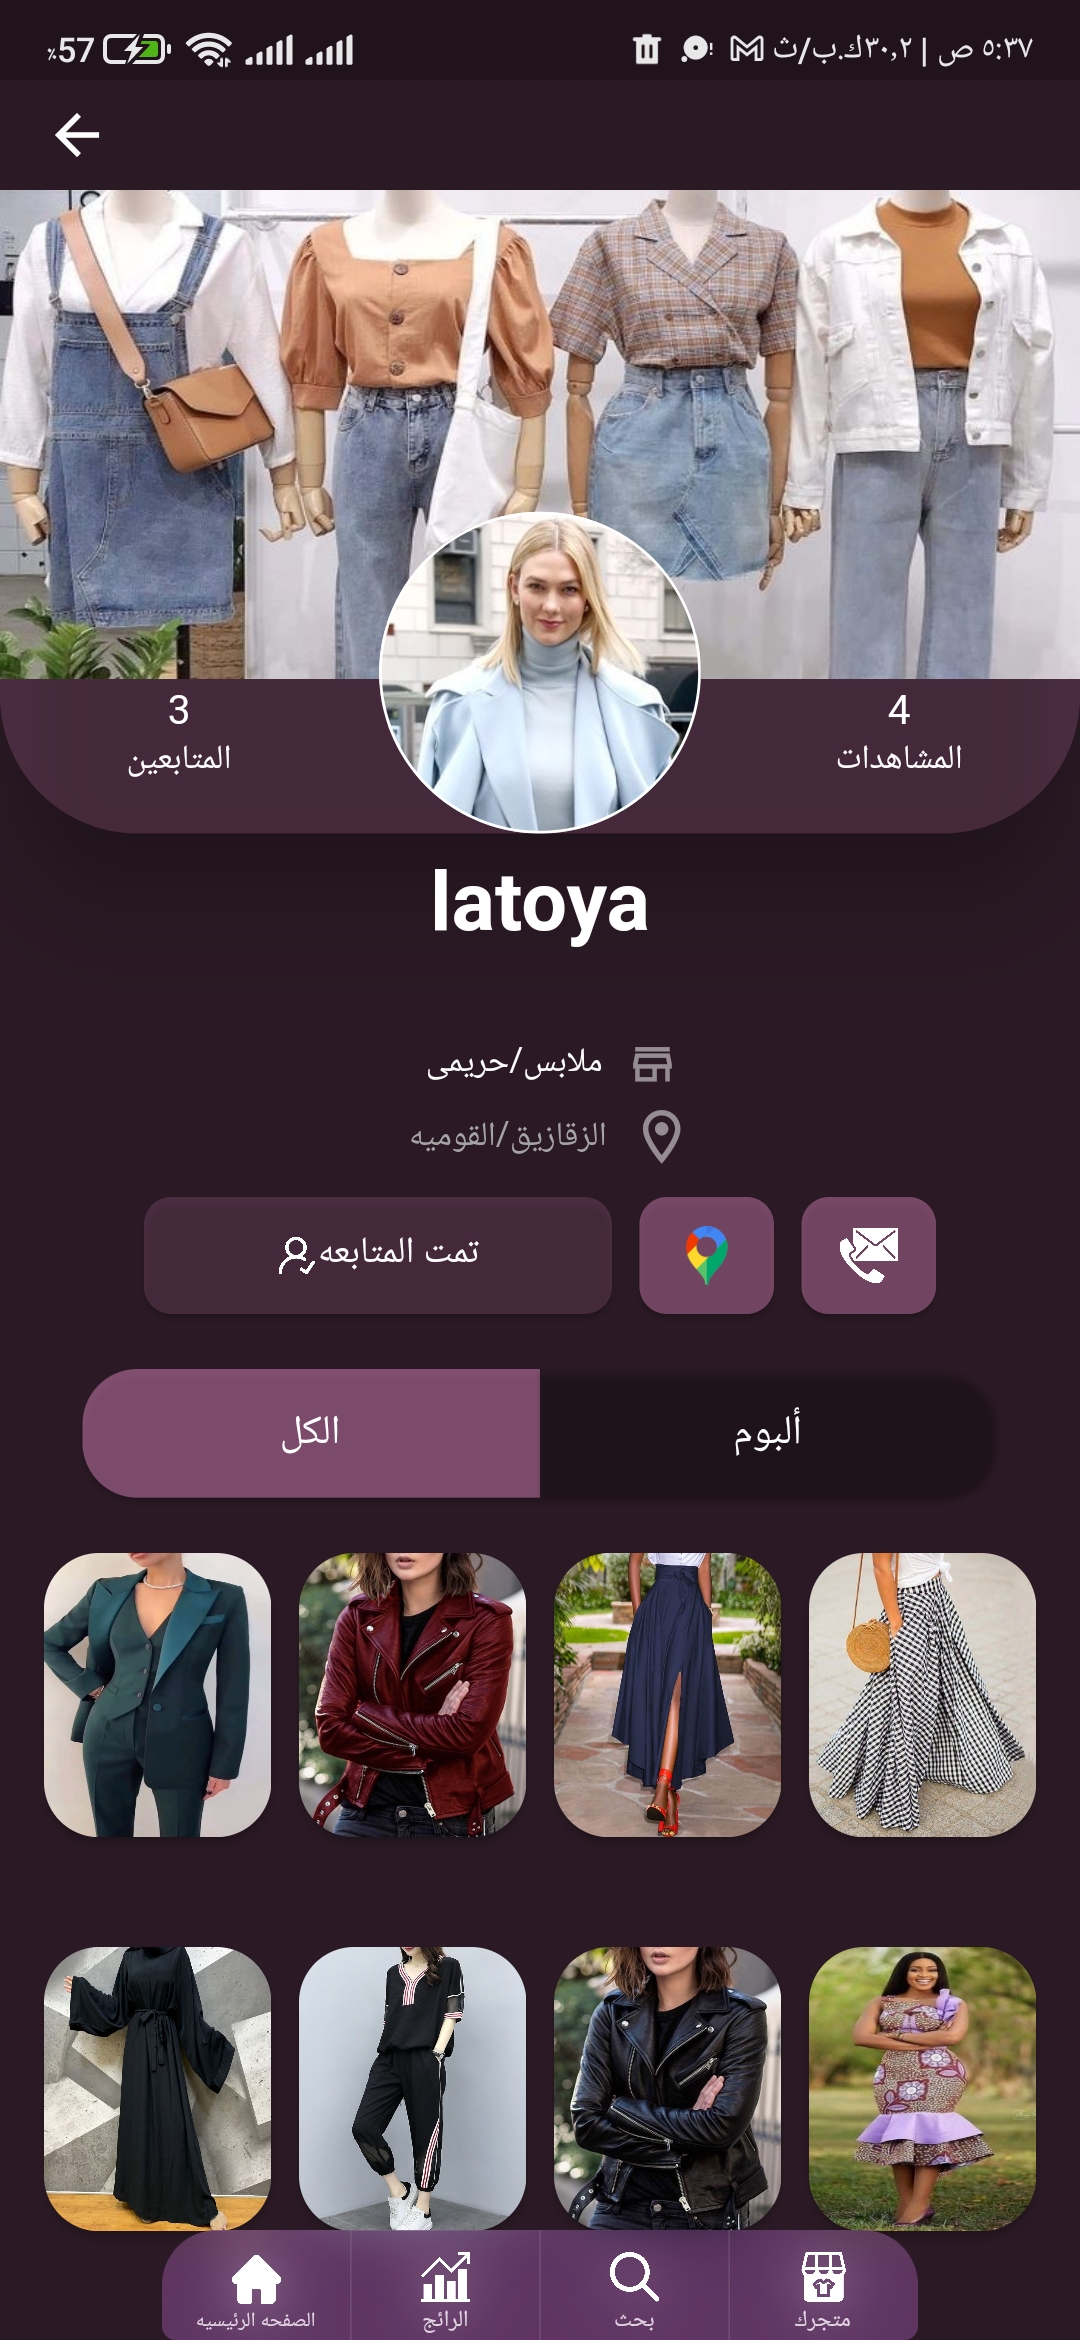 ٥:٣٧ ص | ٣٠,٢ك.ب/ث
57٪
3
المتابعين
4
المشاهدات
latoya
ملابس/حريمى
الزقازيق/القوميه
تمت المتابعه
الكل
ألبوم
الصفحه الرئيسيه
الرائج
بحث
متجرك